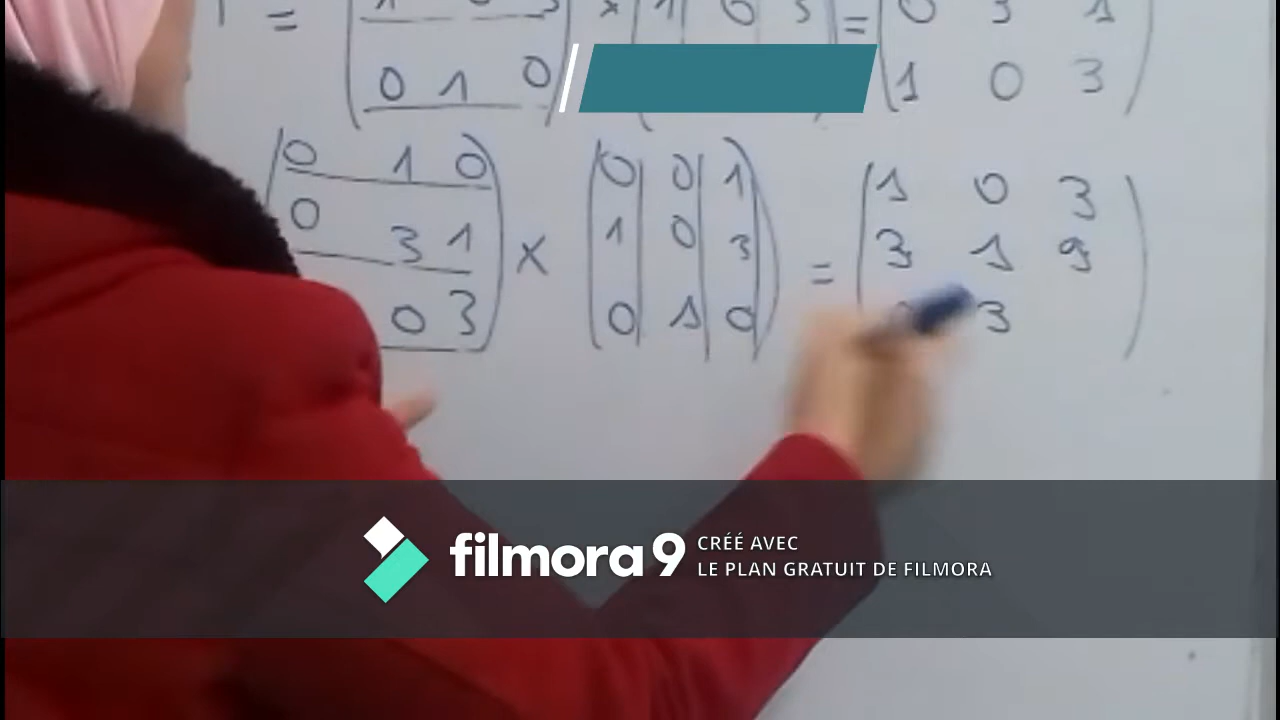 = 0 1 0 × = 0 3 1
1 0 3
0 1 0 0 0 1 1 0 3
0 3 1 × 1 0 3 = 3 1 9
0 3 0 1 0 3
filmora9 CRÉÉ AVEC
LE PLAN GRATUIT DE FILMORA